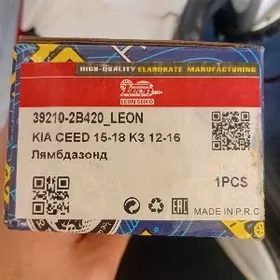 HIGH-QUALITY ELABORATE MANUFACTURING
39210-2B420_LEON
KIA CEED 15-18 K3 12-16
Лямбдазонд
1PCS
MADE IN P.R.C